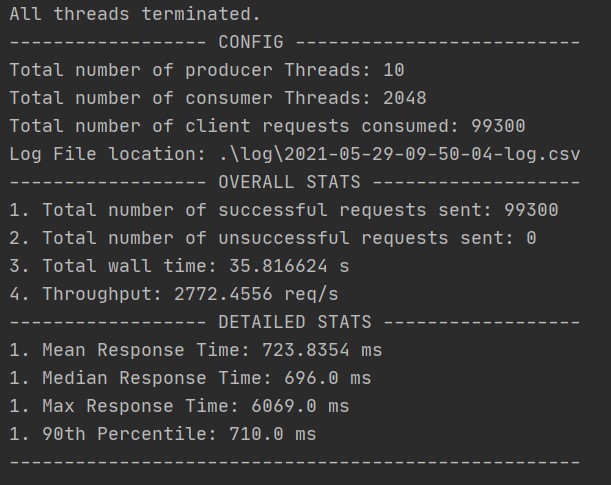 All threads terminated.
------------------ CONFIG --------------------------
Total number of producer Threads: 10
Total number of consumer Threads: 2048
Total number of client requests consumed: 99300
Log File location: .\log\2021-05-29-09-50-04-log.csv
------------------ OVERALL STATS -------------------
1. Total number of successful requests sent: 99300
2. Total number of unsuccessful requests sent: 0
3. Total wall time: 35.816624 s
4. Throughput: 2772.4556 req/s
------------------ DETAILED STATS ------------------
1. Mean Response Time: 723.8354 ms
1. Median Response Time: 696.0 ms
1. Max Response Time: 6069.0 ms
1. 90th Percentile: 710.0 ms
----------------------------------------------------